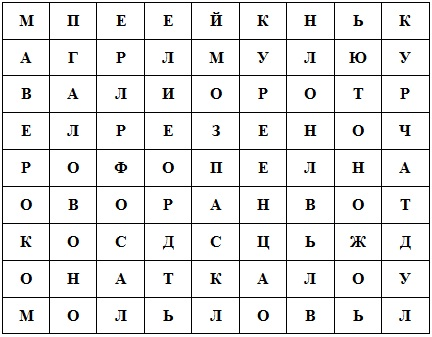 М П Е Е Й К Н Ь К
А Г Р Л М У Л Ю У
В А Л И О Р О Т Р
Е Л Р Е З Е Н О Ч
Р О Ф О П Е Л Н А
О В О Р А Н В О Т
К О С Д С Ц Ь Ж Д
О Н А Т К А Л О У
М О Л Ь Л О В Ь Л